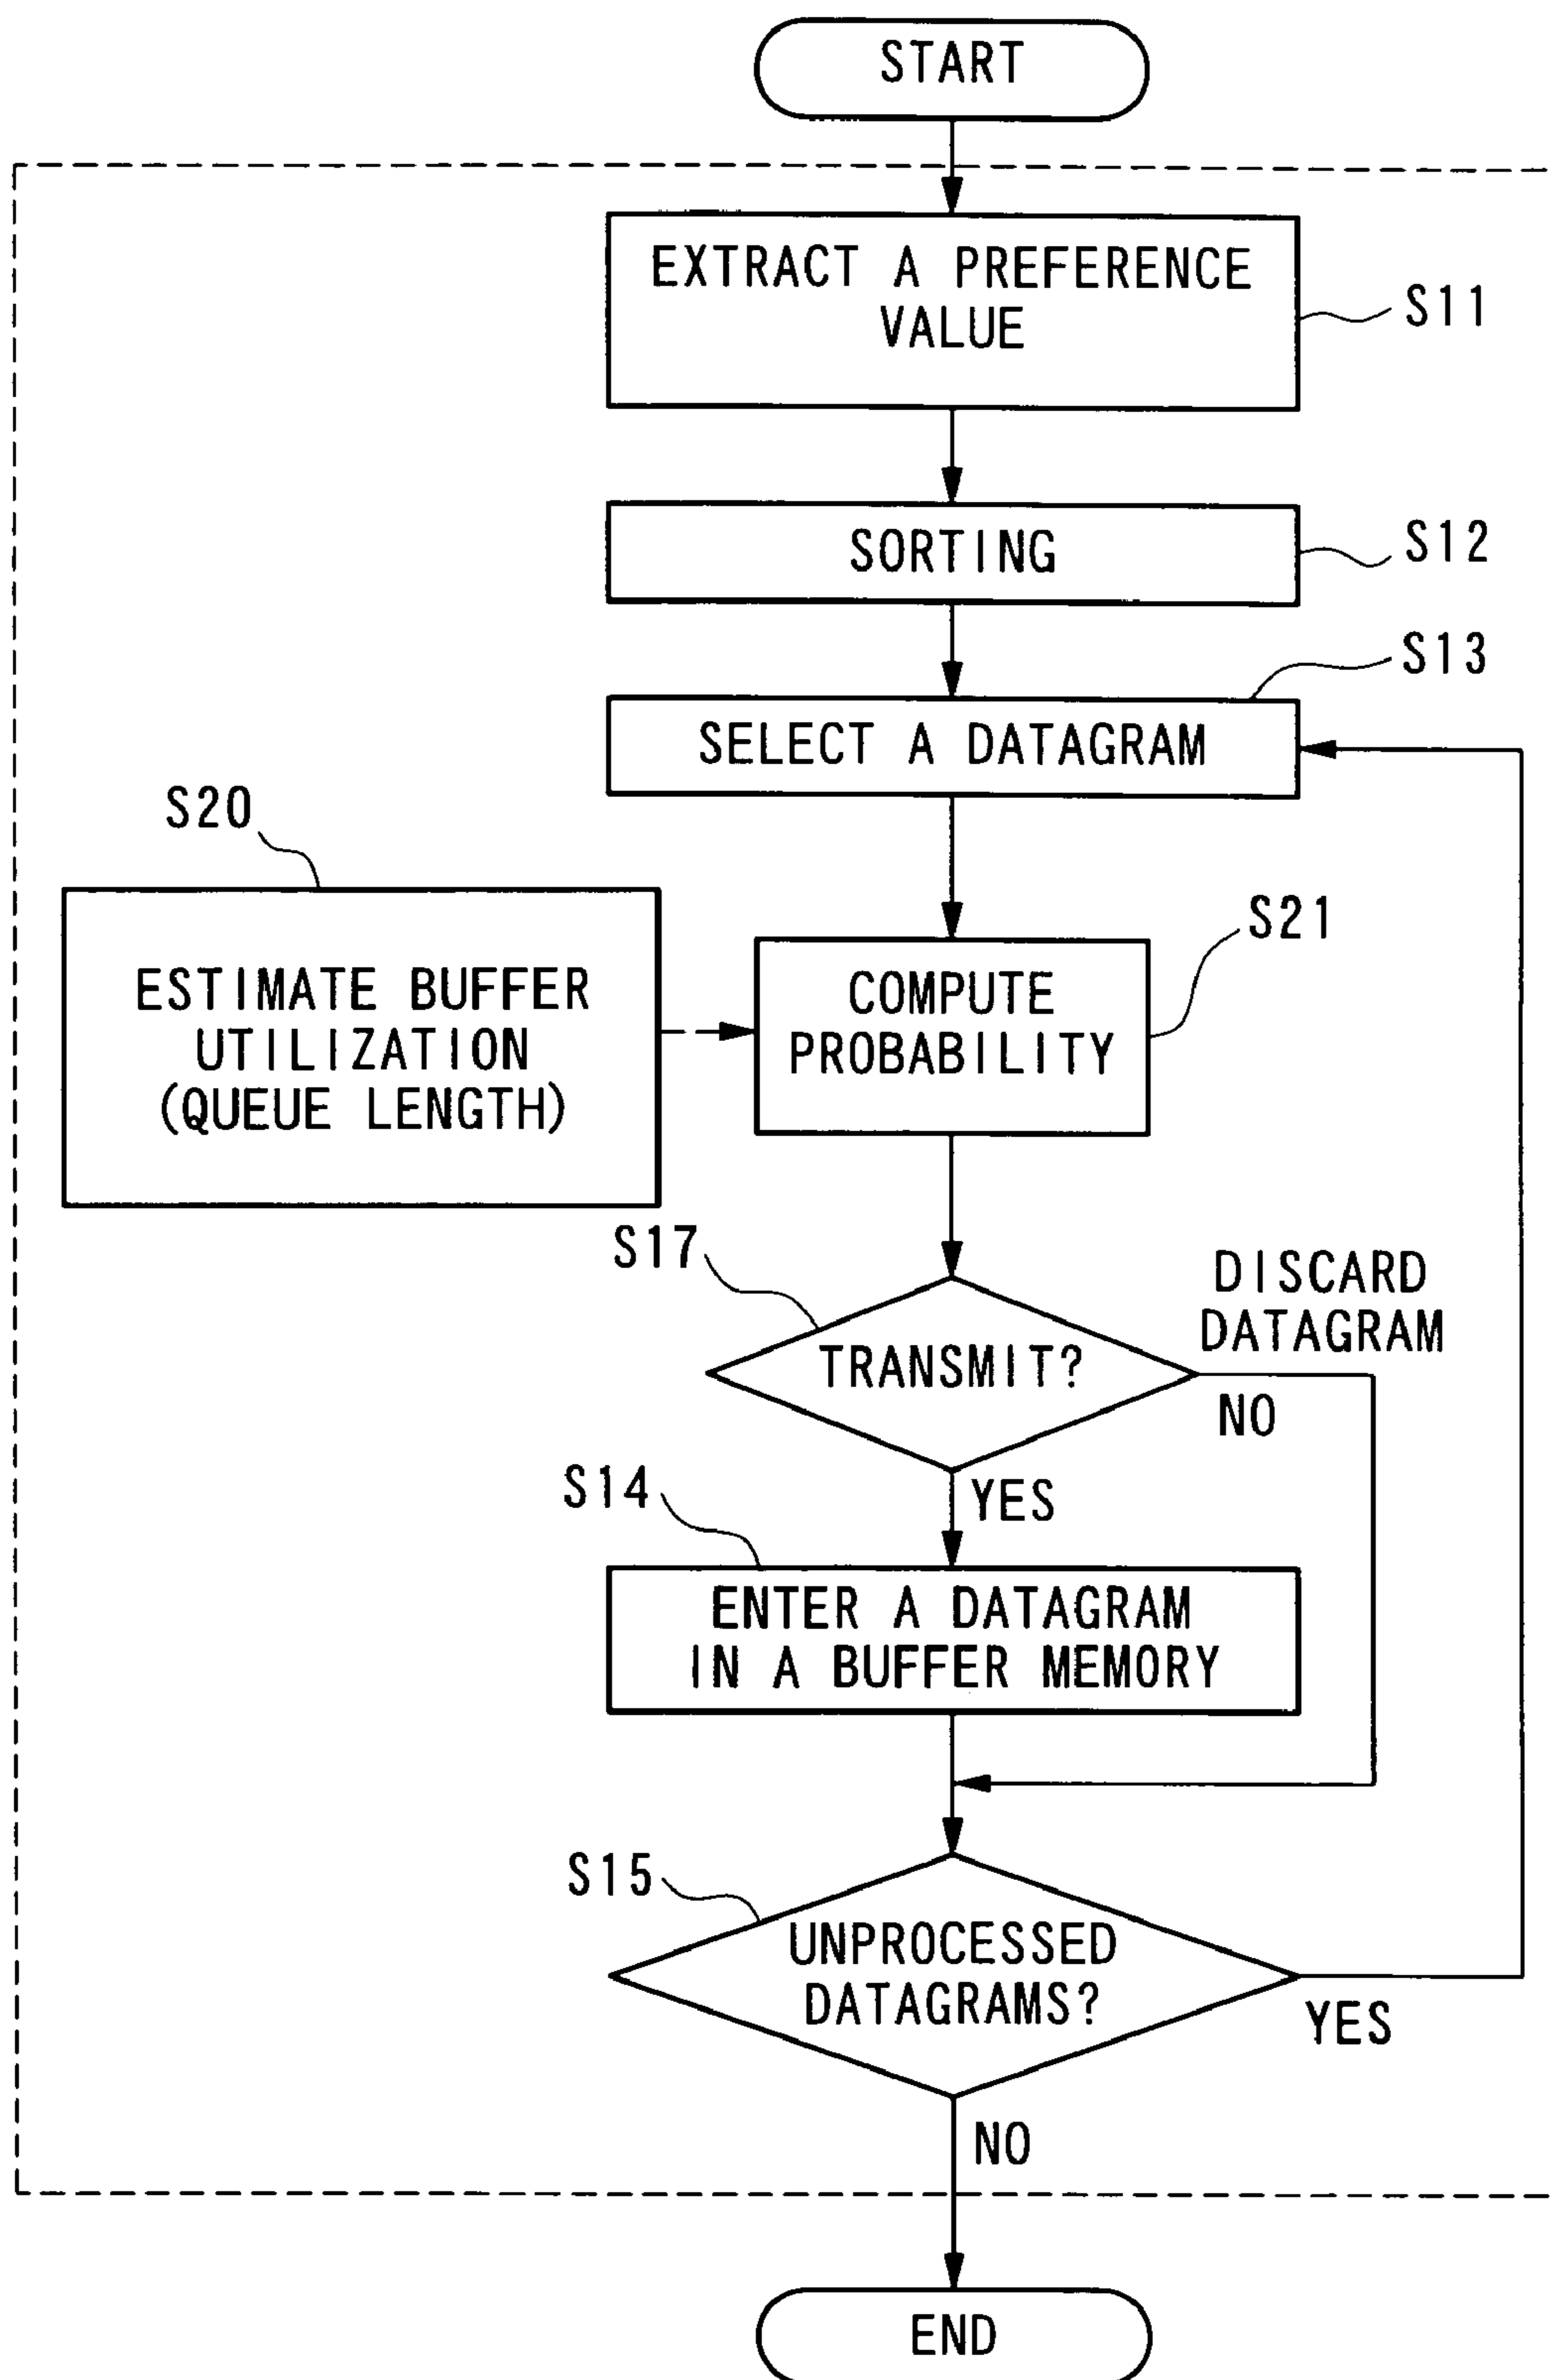 START
EXTRACT A PREFERENCE
VALUE
S11
SORTING
S12
S13
SELECT A DATAGRAM
S20
ESTIMATE BUFFER
UTILIZATION
(QUEUE LENGTH)
S21
COMPUTE
PROBABILITY
S17
DISCARD
DATAGRAM
TRANSMIT?
NO
YES
S14
ENTER A DATAGRAM
IN A BUFFER MEMORY
S15
UNPROCESSED
DATAGRAMS?
YES
NO
END